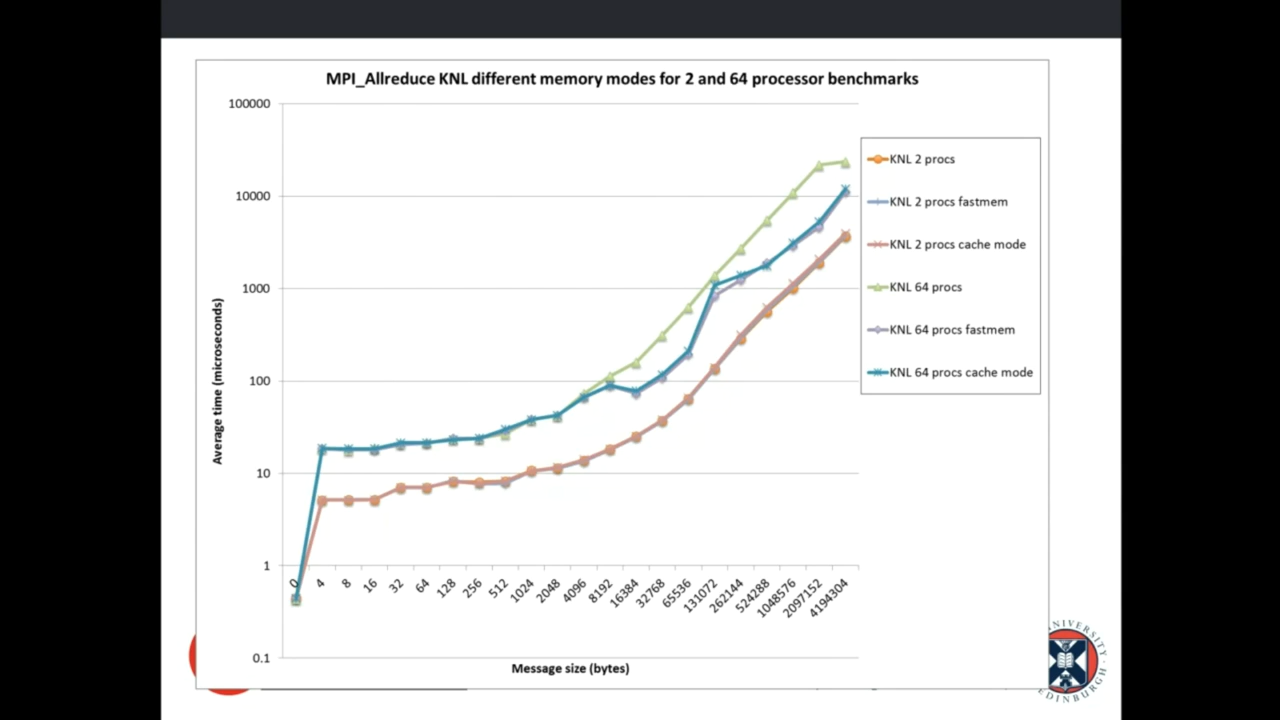 MPI_Allreduce KNL different memory modes for 2 and 64 processor benchmarks
100000
10000
1000
100
10
1
0.1
Average time (microseconds)
0
4
8
16
32
64
128
256
512
1024
2048
4096
8192
16384
32768
65536
131072
262144
524288
1048576
2097152
4194304
Message size (bytes)
KNL 2 procs
KNL 2 procs fastmem
KNL 2 procs cache mode
KNL 64 procs
KNL 64 procs fastmem
KNL 64 procs cache mode
EDINBURGH